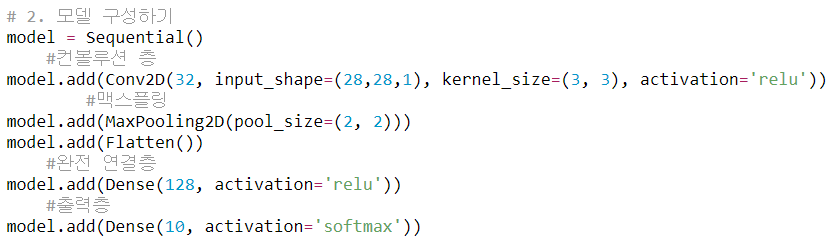 # 2. 모델 구성하기
model = Sequential()
#컨볼루션 층
model.add(Conv2D(32, input_shape=(28,28,1), kernel_size=(3, 3), activation='relu'))
#맥스플링
model.add(MaxPooling2D(pool_size=(2, 2)))
model.add(Flatten())
#완전 연결층
model.add(Dense(128, activation='relu'))
#출력층
model.add(Dense(10, activation='softmax'))